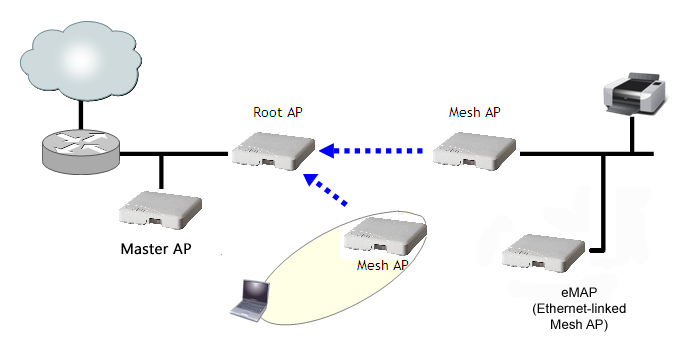 Root AP
Mesh AP
Master AP
Mesh AP
eMAP
(Ethernet-linked
Mesh AP)